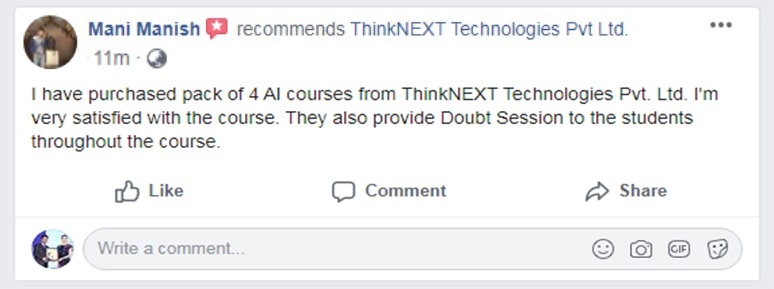 Mani Manish recommends ThinkNEXT Technologies Pvt Ltd.
11m
I have purchased pack of 4 AI courses from ThinkNEXT Technologies Pvt. Ltd. I'm
very satisfied with the course. They also provide Doubt Session to the students
throughout the course.
Like Comment Share
Write a comment... GIF